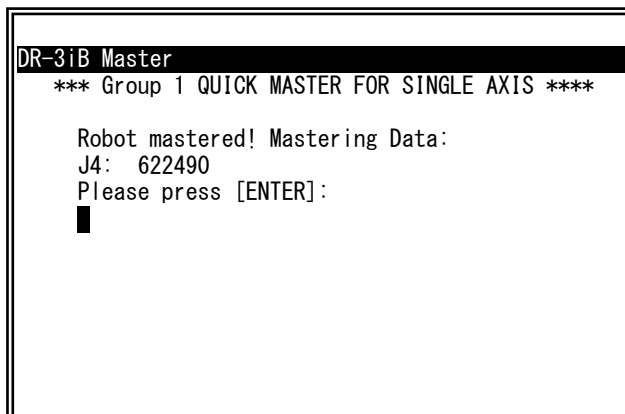 DR-3iB Master
*** Group 1 QUICK MASTER FOR SINGLE AXIS ****
Robot mastered! Mastering Data:
J4: 622490
Please press [ENTER]: